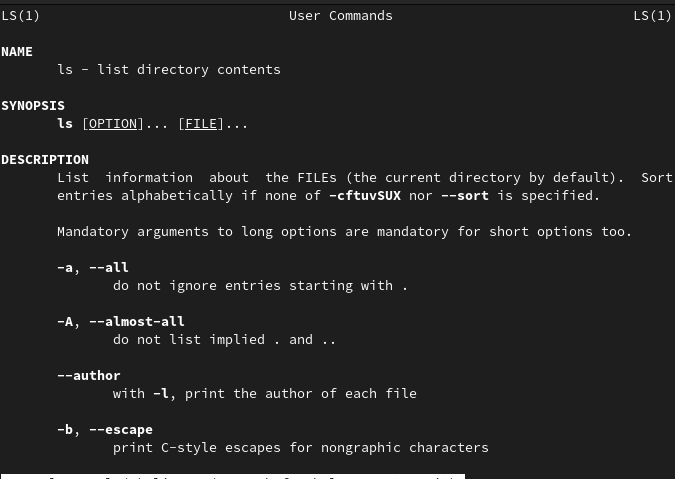 LS(1) User Commands LS(1)
NAME
ls - list directory contents
SYNOPSIS
ls [OPTION]... [FILE]...
DESCRIPTION
List information about the FILEs (the current directory by default). Sort
entries alphabetically if none of -cftuvSUX nor --sort is specified.
Mandatory arguments to long options are mandatory for short options too.
-a, --all
do not ignore entries starting with .
-A, --almost-all
do not list implied . and ..
--author
with -l, print the author of each file
-b, --escape
print C-style escapes for nongraphic characters